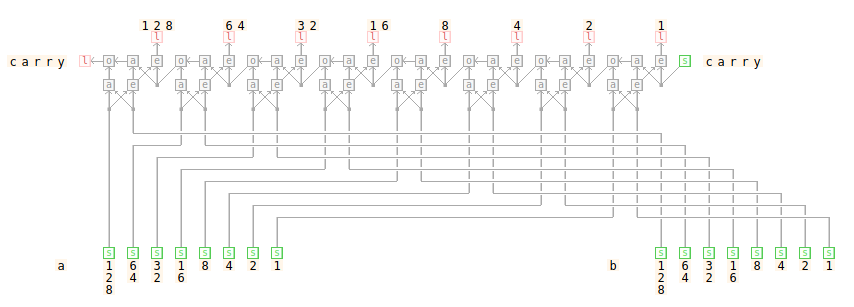 128 64 32 16 8 4 2 1
l l l l l l l l
carry l o a e o a e o a e o a e o a e o a e o a e o a e s carry
a e a e a e a e a e a e a e a e
s s s s s s s s s s s s s s s s
a 128 64 32 16 8 4 2 1 b 128 64 32 16 8 4 2 1